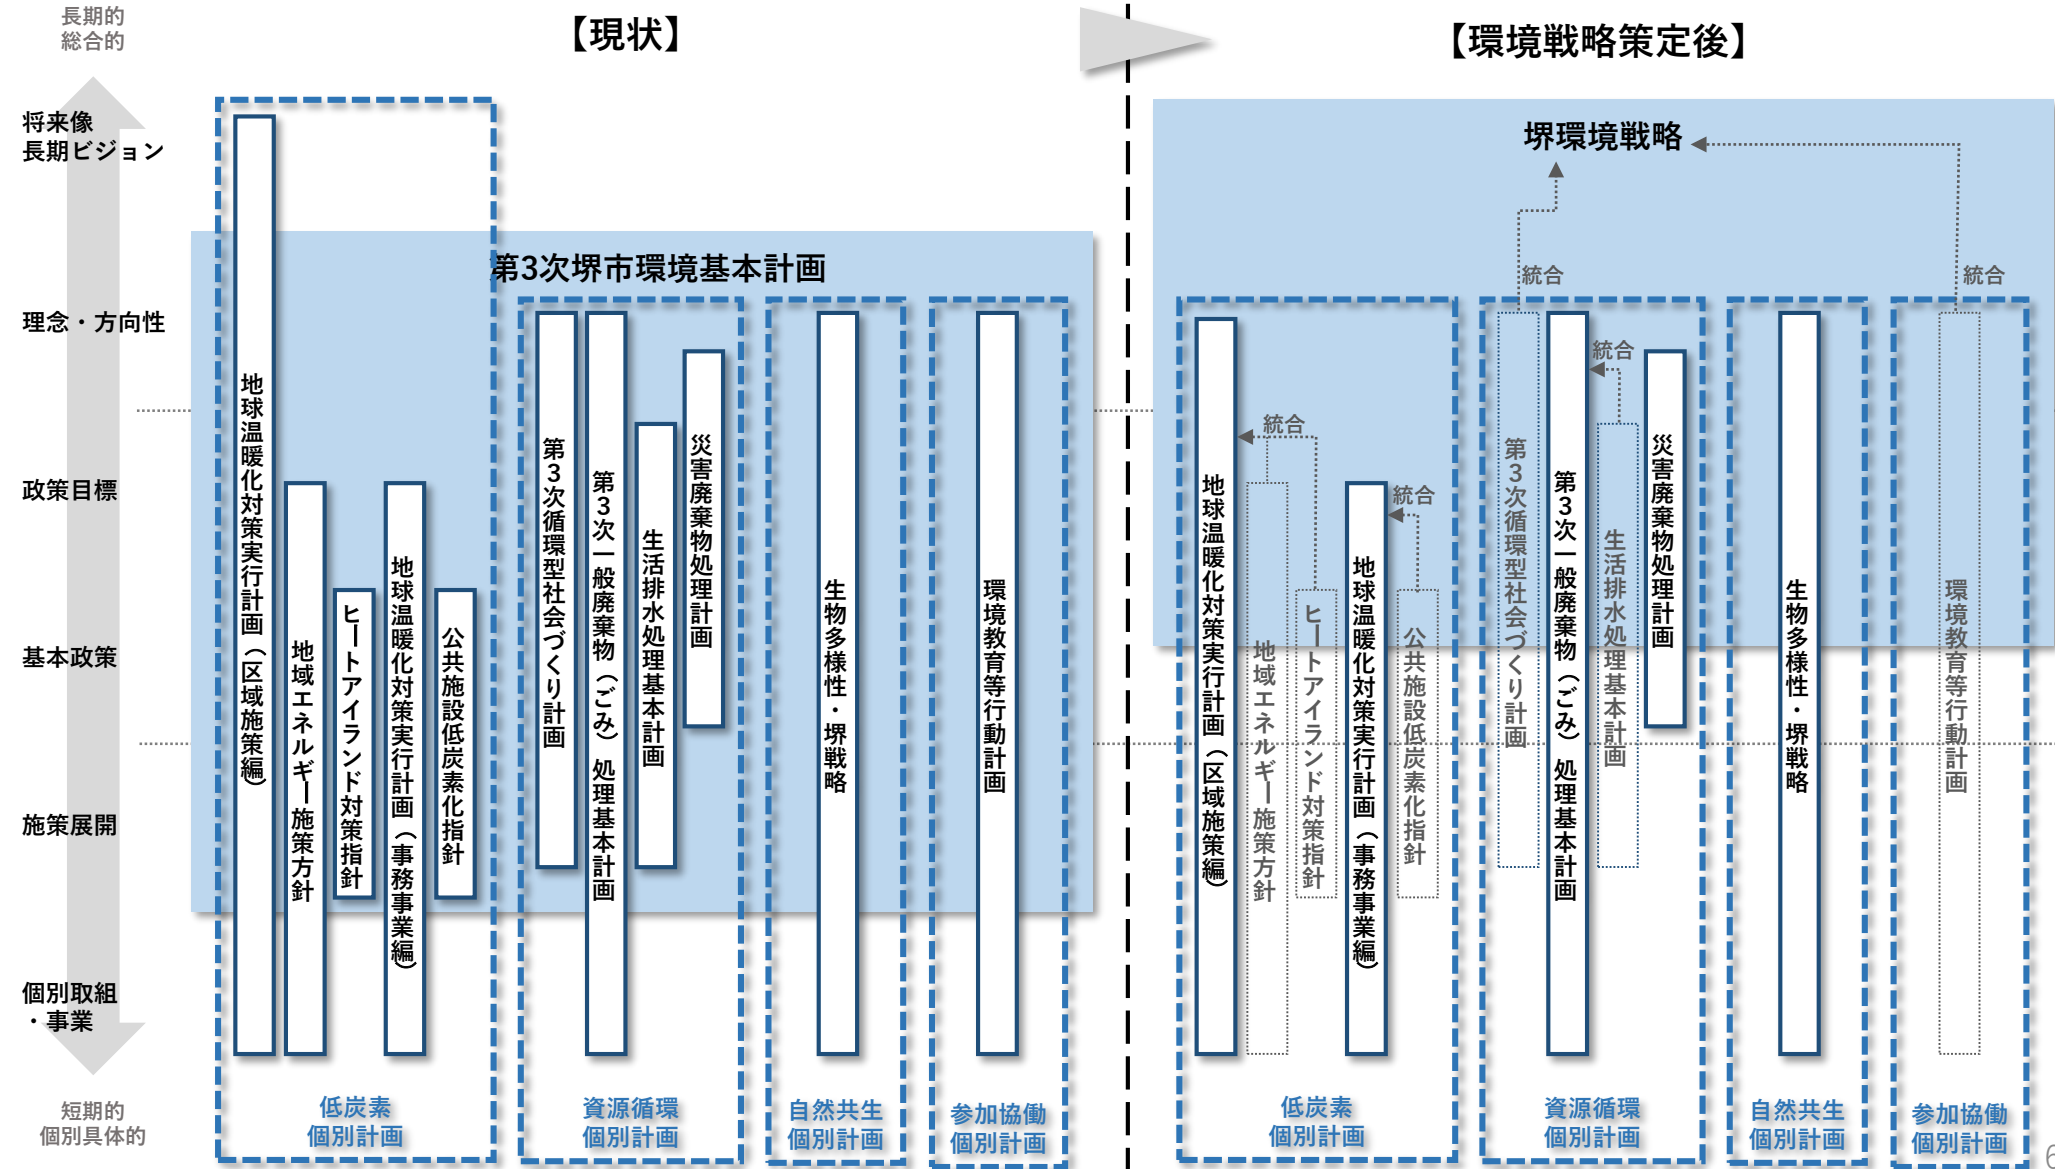 長期的
総合的
【現状】
【環境戦略策定後】
将来像
長期ビジョン
理念・方向性
政策目標
基本政策
施策展開
個別取組
・事業
短期的
個別具体的
第3次堺市環境基本計画
地球温暖化対策実行計画（区域施策編）
地域エネルギー施策方針
ヒートアイランド対策指針
地球温暖化対策実行計画（事務事業編）
公共施設低炭素化指針
第3次循環型社会づくり計画
第3次一般廃棄物（ごみ）処理基本計画
生活排水処理基本計画
災害廃棄物処理計画
生物多様性・堺戦略
環境教育等行動計画
低炭素
個別計画
資源循環
個別計画
自然共生
個別計画
参加協働
個別計画
堺環境戦略
統合
統合
統合
統合
統合
地球温暖化対策実行計画（区域施策編）
地域エネルギー施策方針
ヒートアイランド対策指針
地球温暖化対策実行計画（事務事業編）
公共施設低炭素化指針
第3次循環型社会づくり計画
第3次一般廃棄物（ごみ）処理基本計画
生活排水処理基本計画
災害廃棄物処理計画
生物多様性・堺戦略
環境教育等行動計画
低炭素
個別計画
資源循環
個別計画
自然共生
個別計画
参加協働
個別計画
6